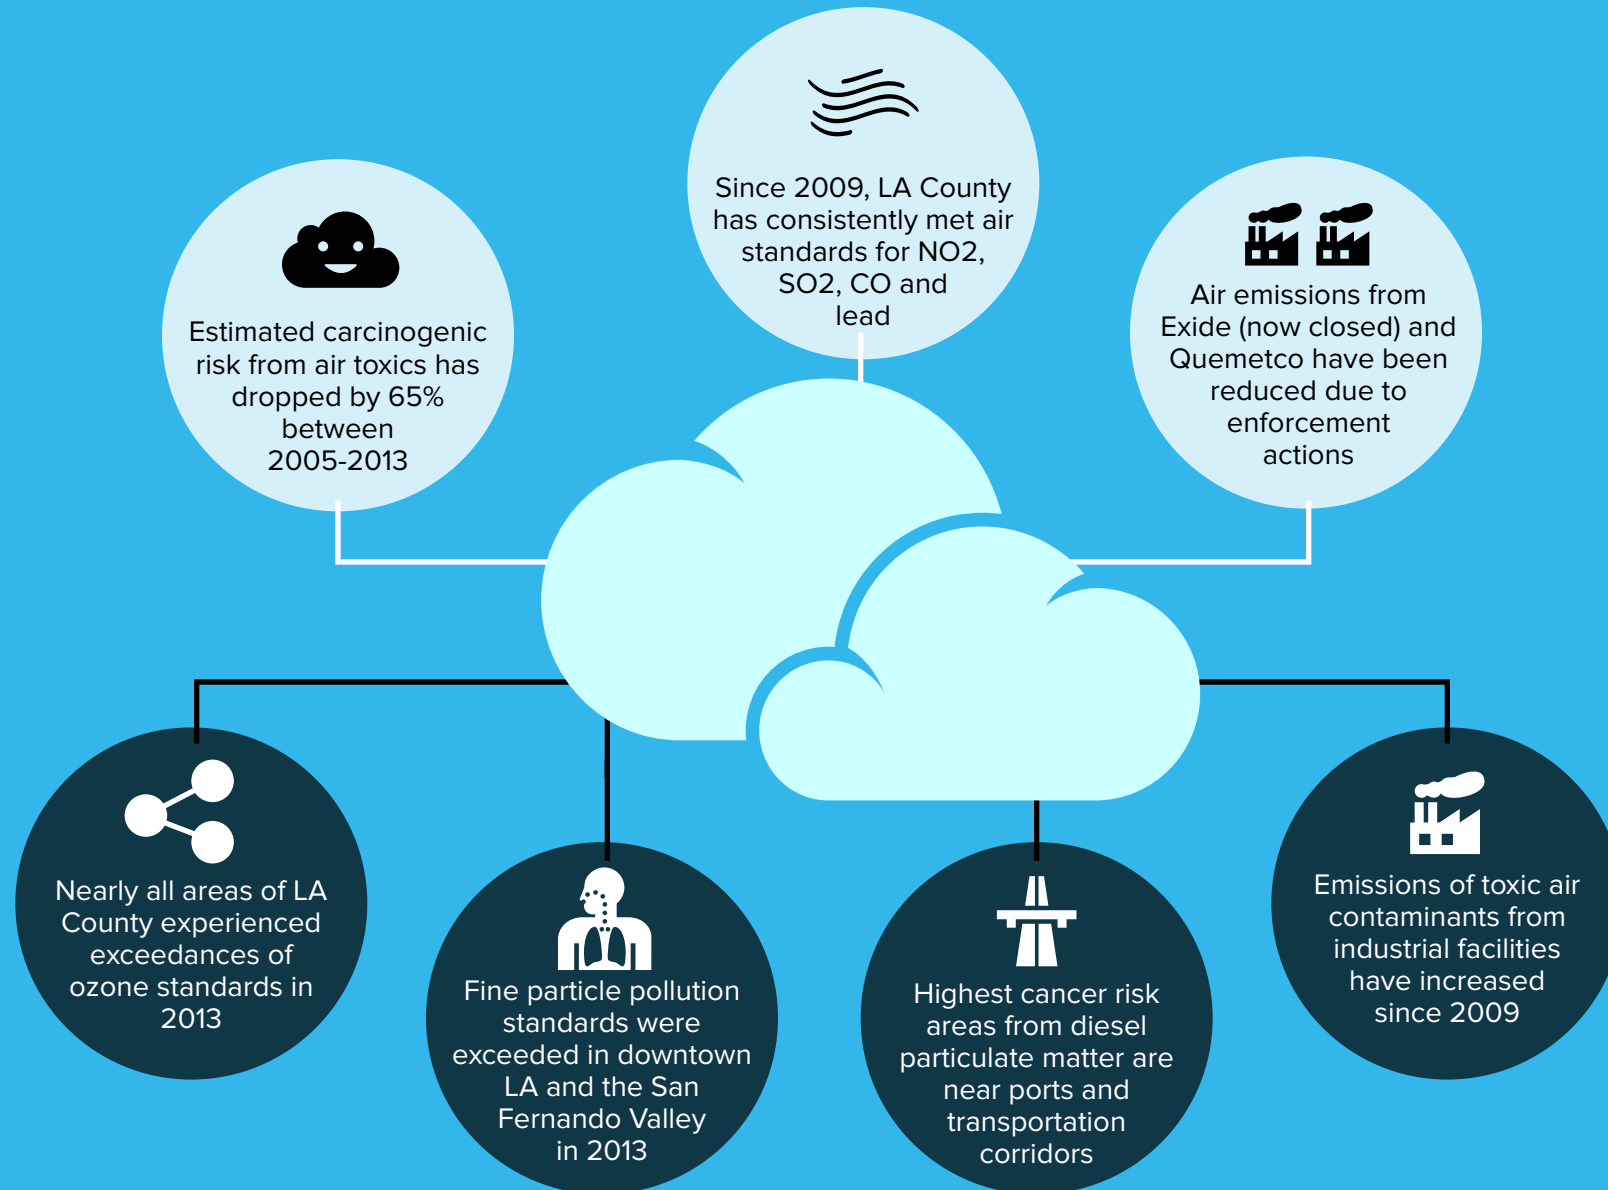 Since 2009, LA County
has consistently met air
standards for NO2,
SO2, CO and
lead
Estimated carcinogenic
risk from air toxics has
dropped by 65%
between
2005-2013
Air emissions from
Exide (now closed) and
Quemetco have been
reduced due to
enforcement
actions
Nearly all areas of LA
County experienced
exceedances of
ozone standards in
2013
Fine particle pollution
standards were
exceeded in downtown
LA and the San
Fernando Valley
in 2013
Highest cancer risk
areas from diesel
particulate matter are
near ports and
transportation
corridors
Emissions of toxic air
contaminants from
industrial facilities
have increased
since 2009